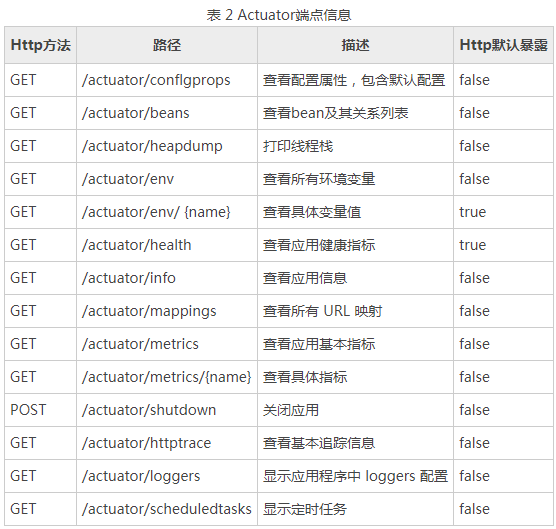 表 2 Actuator端点信息
Http方法 路径 描述 Http默认暴露
GET /actuator/conflgprops 查看配置属性，包含默认配置 false
GET /actuator/beans 查看bean及其关系列表 false
GET /actuator/heapdump 打印线程栈 false
GET /actuator/env 查看所有环境变量 false
GET /actuator/env/ {name} 查看具体变量值 true
GET /actuator/health 查看应用健康指标 true
GET /actuator/info 查看应用信息 false
GET /actuator/mappings 查看所有 URL 映射 false
GET /actuator/metrics 查看应用基本指标 false
GET /actuator/metrics/{name} 查看具体指标 false
POST /actuator/shutdown 关闭应用 false
GET /actuator/httptrace 查看基本追踪信息 false
GET /actuator/loggers 显示应用程序中 loggers 配置 false
GET /actuator/scheduledtasks 显示定时任务 false